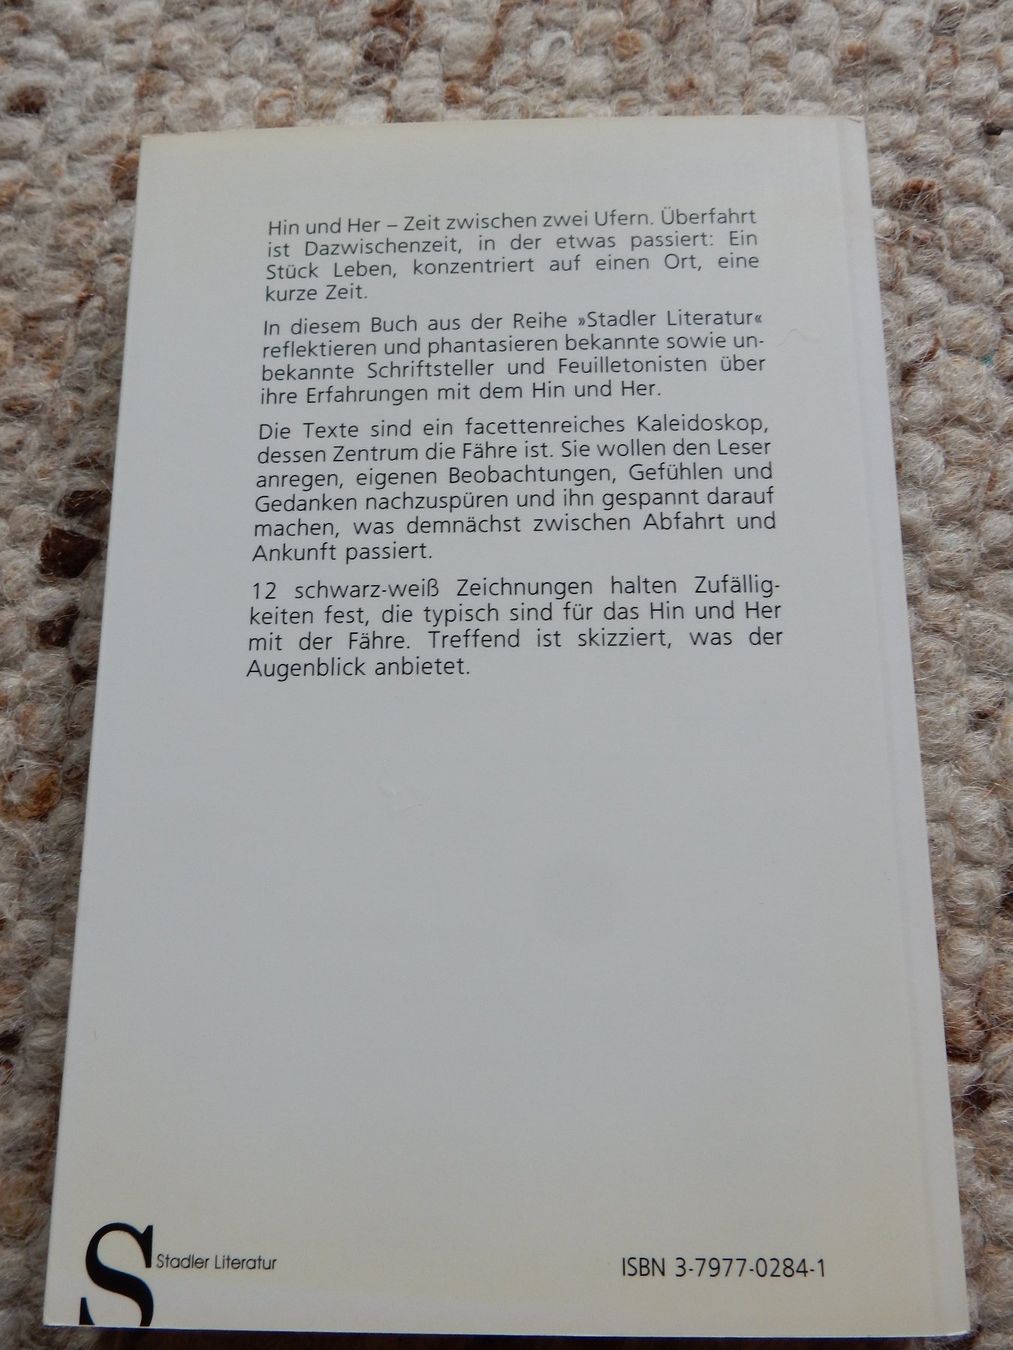 Hin und Her – Zeit zwischen zwei Ufern. Überfahrt
ist Dazwischenzeit, in der etwas passiert: Ein
Stück Leben, konzentriert auf einen Ort, eine
kurze Zeit.
In diesem Buch aus der Reihe »Stadler Literatur«
reflektieren und phantasieren bekannte sowie un-
bekannte Schriftsteller und Feuilletonisten über
ihre Erfahrungen mit dem Hin und Her.
Die Texte sind ein facettenreiches Kaleidoskop,
dessen Zentrum die Fähre ist. Sie wollen den Leser
anregen, eigenen Beobachtungen, Gefühlen und
Gedanken nachzuspüren und ihn gespannt darauf
machen, was demnächst zwischen Abfahrt und
Ankunft passiert.
12 schwarz-weiß Zeichnungen halten Zufällig-
keiten fest, die typisch sind für das Hin und Her
mit der Fähre. Treffend ist skizziert, was der
Augenblick anbietet.
S Stadler Literatur
ISBN 3-7977-0284-1